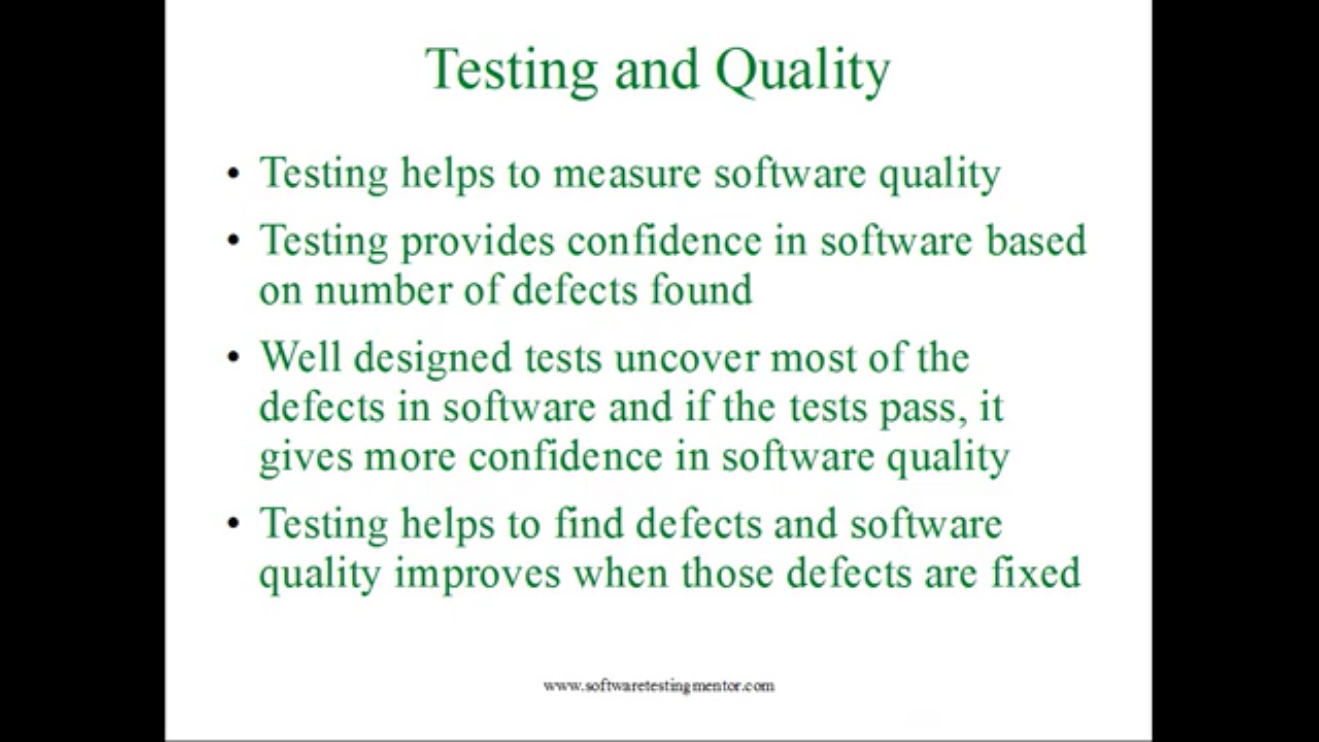 Testing and Quality
• Testing helps to measure software quality
• Testing provides confidence in software based
on number of defects found
• Well designed tests uncover most of the
defects in software and if the tests pass, it
gives more confidence in software quality
• Testing helps to find defects and software
quality improves when those defects are fixed
www.softwaretestingmentor.com